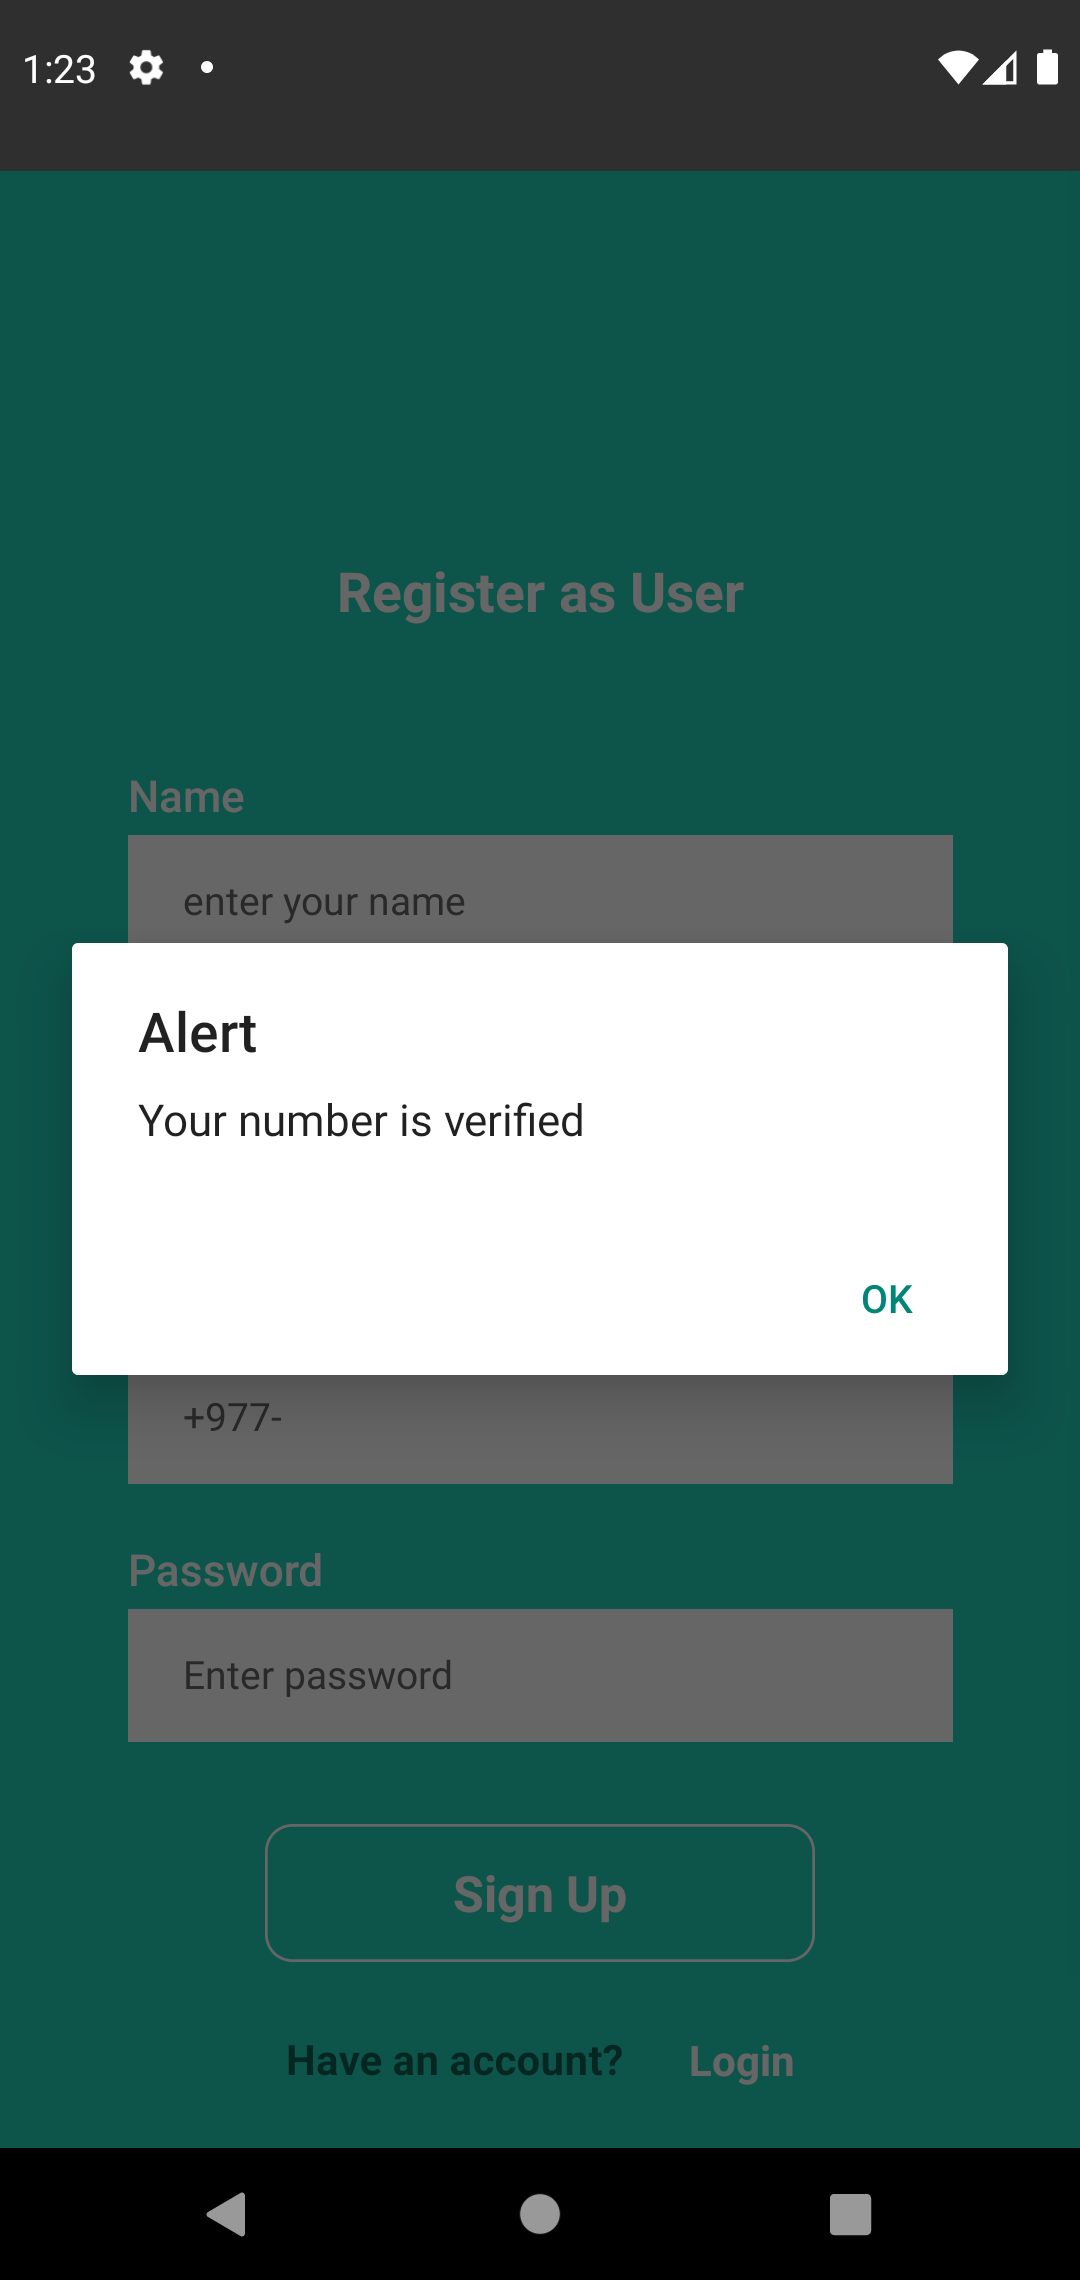 1:23
Register as User
Name
enter your name
Alert
Your number is verified
OK
+977-
Password
Enter password
Sign Up
Have an account? Login